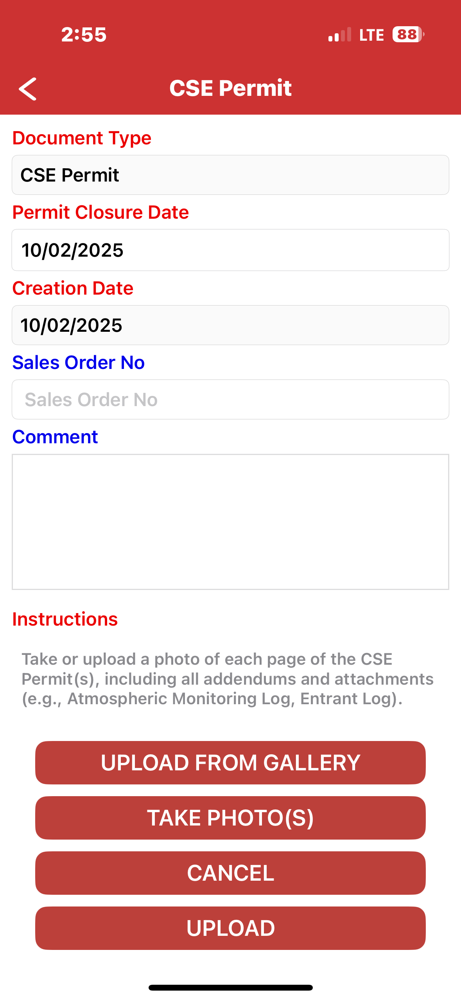 2:55
LTE
88
CSE Permit
Document Type
CSE Permit
Permit Closure Date
10/02/2025
Creation Date
10/02/2025
Sales Order No
Sales Order No
Comment
Instructions
Take or upload a photo of each page of the CSE
Permit(s), including all addendums and attachments
(e.g., Atmospheric Monitoring Log, Entrant Log).
UPLOAD FROM GALLERY
TAKE PHOTO(S)
CANCEL
UPLOAD